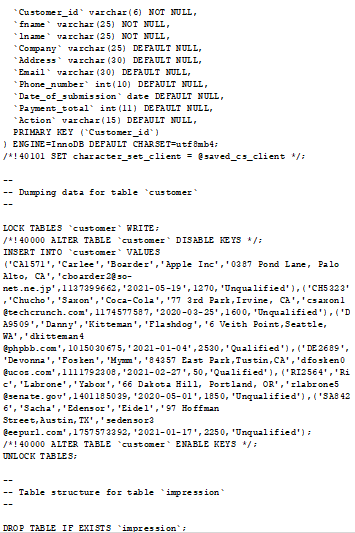 `Customer_id` varchar(6) NOT NULL,
`fname` varchar(25) NOT NULL,
`lname` varchar(25) NOT NULL,
`Company` varchar(25) DEFAULT NULL,
`Address` varchar(30) DEFAULT NULL,
`Email` varchar(30) DEFAULT NULL,
`Phone_number` int(10) DEFAULT NULL,
`Date_of_submission` date DEFAULT NULL,
`Payment_total` int(11) DEFAULT NULL,
`Action` varchar(15) DEFAULT NULL,
PRIMARY KEY (`Customer_id`)
) ENGINE=InnoDB DEFAULT CHARSET=utf8mb4;
/*!40101 SET character_set_client = @saved_cs_client */;
--
-- Dumping data for table `customer`
--
LOCK TABLES `customer` WRITE;
/*!40000 ALTER TABLE `customer` DISABLE KEYS */;
INSERT INTO `customer` VALUES
('CA1571','Carlee','Boarder','Apple Inc','0387 Pond Lane, Palo
Alto, CA','cboarder2@so-
net.ne.jp',1137399662,'2021-05-19',1270,'Unqualified'),('CH5323'
,'Chucho','Saxon','Coca-Cola','77 3rd Park,Irvine, CA','csaxon1
@techcrunch.com',1174577587,'2020-03-25',1600,'Unqualified'),('D
A9509','Danny','Kitteman','Flashdog','6 Veith Point,Seattle,
WA','dkitteman4
@phpbb.com',1015030675,'2021-01-04',2530,'Qualified'),('DE2689',
'Devonna','Fosken','Mymm','84357 East Park,Tustin,CA','dfosken0
@ucos.com',1111792308,'2021-02-27',50,'Qualified'),('RI2564','Ri
c','Labrone','Yabox','66 Dakota Hill, Portland, OR','rlabrone5
@senate.gov',1401185039,'2020-05-01',1850,'Unqualified'),('SA842
6','Sacha','Edensor','Eidel','97 Hoffman
Street,Austin,TX','sedensor3
@eepurl.com',1757573392,'2021-01-17',2250,'Unqualified');
/*!40000 ALTER TABLE `customer` ENABLE KEYS */;
UNLOCK TABLES;
--
-- Table structure for table `impression`
--
DROP TABLE IF EXISTS `impression`;